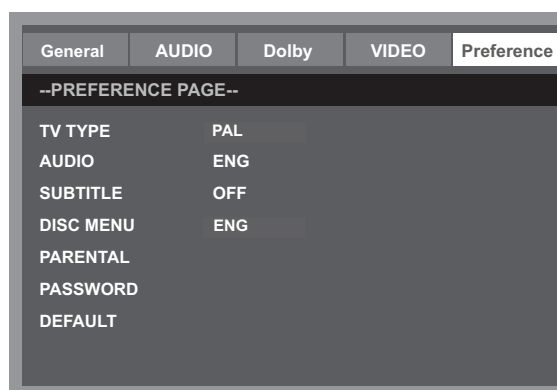 General AUDIO Dolby VIDEO Preference
--PREFERENCE PAGE--
TV TYPE PAL
AUDIO ENG
SUBTITLE OFF
DISC MENU ENG
PARENTAL
PASSWORD
DEFAULT